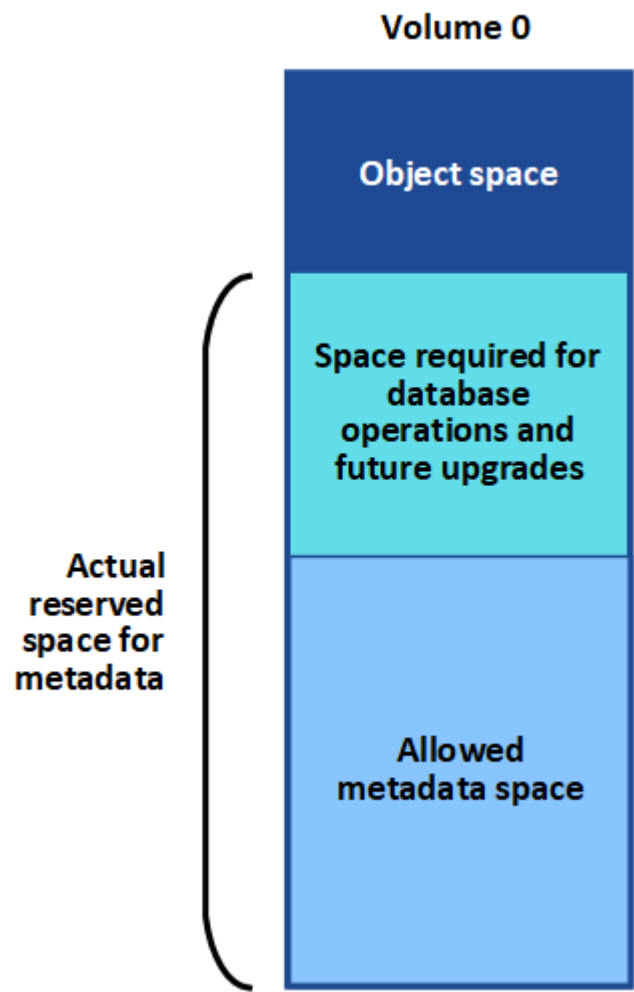 Volume 0
Object space
Space required for
database
operations and
future upgrades
Actual
reserved
space for
metadata
Allowed
metadata space